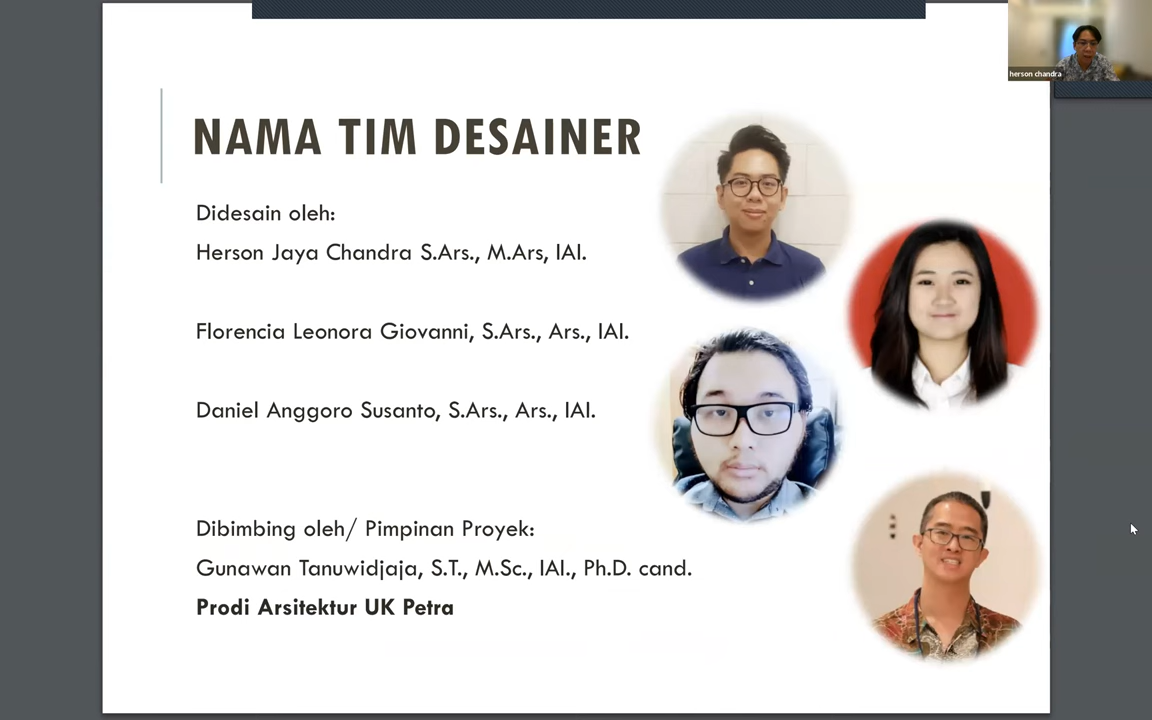 herson chandra
NAMA TIM DESAINER
Didesain oleh:
Herson Jaya Chandra S.Ars., M.Ars, IAI.
Florencia Leonora Giovanni, S.Ars., Ars., IAI.
Daniel Anggoro Susanto, S.Ars., Ars., IAI.
Dibimbing oleh/ Pimpinan Proyek:
Gunawan Tanuwidjaja, S.T., M.Sc., IAI., Ph.D. cand.
Prodi Arsitektur UK Petra